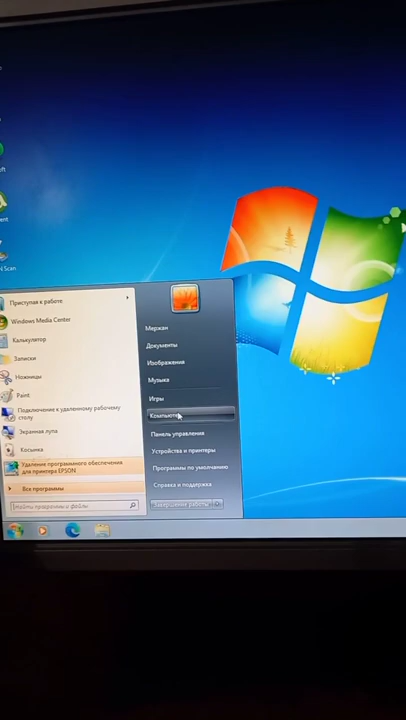 Scan
Приступая к работе
Windows Media Center
Калькулятор
Записки
Ножницы
Paint
Подключение к удаленному рабочему
столу
Экранная лупа
Косынка
Удаление программного обеспечения
для принтера EPSON
Все программы
Найти программы и файлы
Мержан
Документы
Изображения
Музыка
Игры
Компьютер
Панель управления
Устройства и принтеры
Программы по умолчанию
Справка и поддержка
Завершение работы